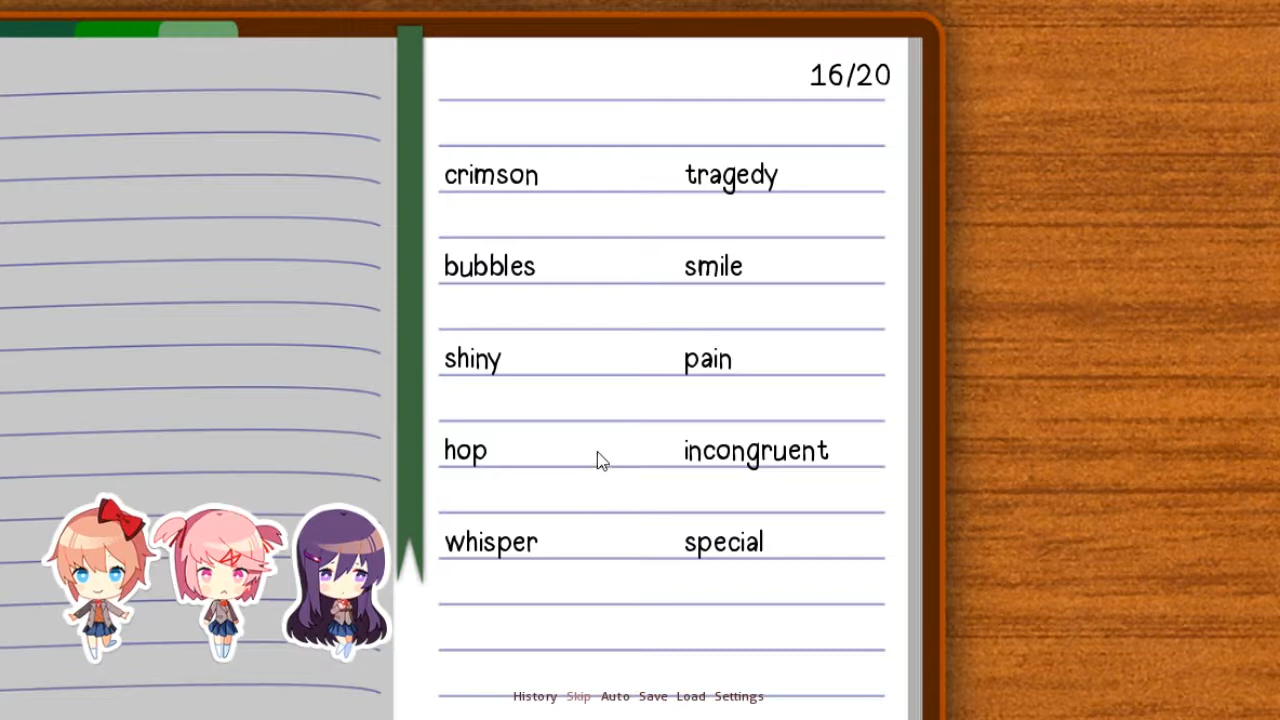 16/20
crimson tragedy
bubbles smile
shiny pain
hop incongruent
whisper special
History Skip Auto Save Load Settings